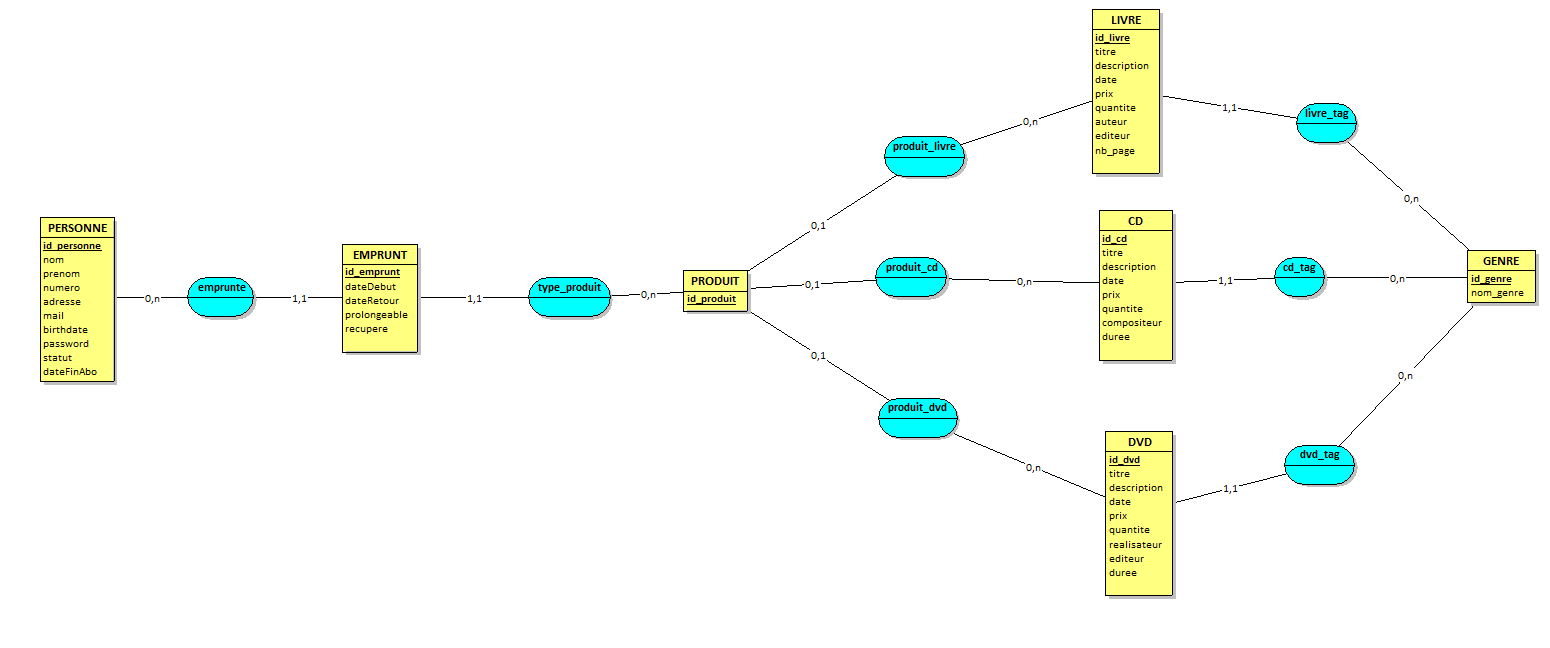 PERSONNE
id_personne
nom
prenom
numero
adresse
mail
birthdate
password
statut
dateFinAbo
0,n
emprunte
1,1
EMPRUNT
id_emprunt
dateDebut
dateRetour
prolongeable
recupere
1,1
type_produit
0,n
PRODUIT
id_produit
0,1
produit_livre
0,n
0,1
produit_cd
0,n
0,1
produit_dvd
0,n
LIVRE
id_livre
titre
description
date
prix
quantite
auteur
editeur
nb_page
1,1
livre_tag
0,n
CD
id_cd
titre
description
date
prix
quantite
compositeur
duree
1,1
cd_tag
0,n
DVD
id_dvd
titre
description
date
prix
quantite
realisateur
editeur
duree
1,1
dvd_tag
0,n
GENRE
id_genre
nom_genre